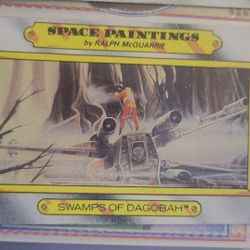 SPACE PAINTINGS
by RALPH McQUARRIE
SWAMPS OF DAGOBAH™